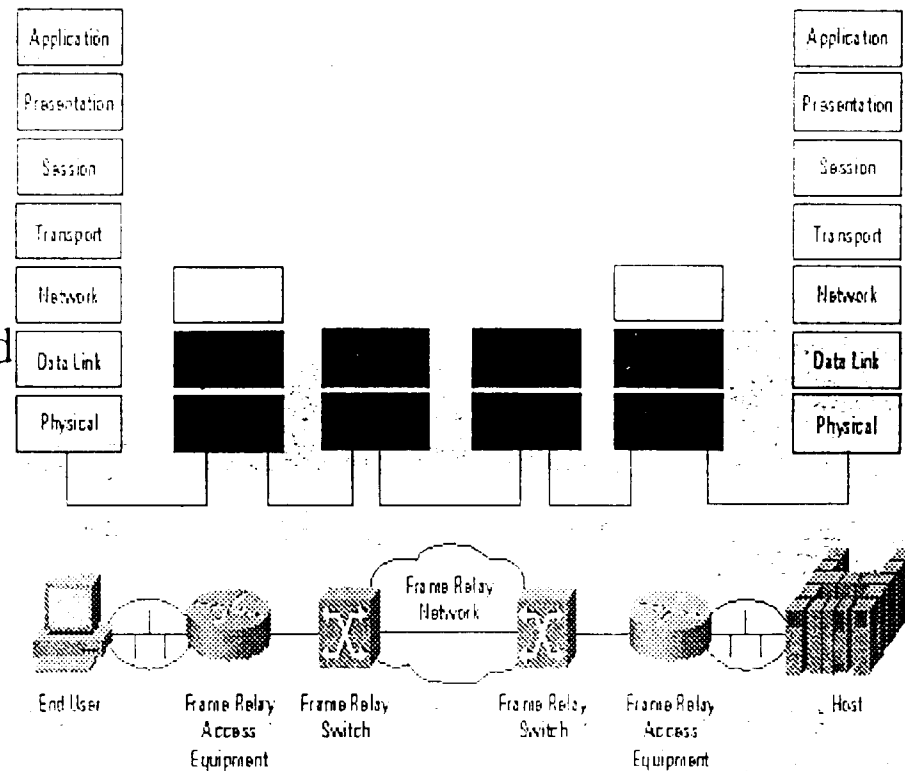 Application Application
Presentation Presentation
Session Session
Transport Transport
Network Network
d Data Link Data Link
Physical Physical
Frame Relay
Network
End User Frame Relay Frame Relay Frame Relay Frame Relay Host
Access Switch Switch Access
Equipment Equipment